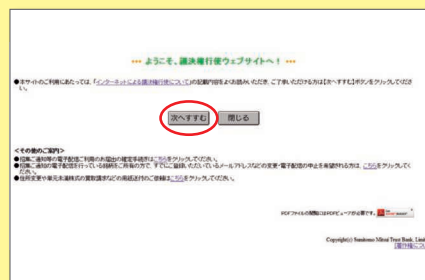 ••• ようこそ、議決権行使ウェブサイトへ！ •••
●本サイトのご利用にあたっては、「インターネットによる議決権行使について」の記載内容をよくお読みいただき、ご了承いただける方は【次へすすむ】ボタンをクリックしてくださ
い。
次へすすむ 閉じる
＜その他のご案内＞
●招集ご通知等の電子配信ご利用のお届出の確定手続きはこちらをクリックしてください。
●招集ご通知の電子配信を行っている銘柄をご所有の方で、すでにご登録いただいているメールアドレスなどの変更・電子配信の中止を希望される方は、こちらをクリックしてく
ださい。
●住所変更や単元未満株式の買取請求などの用紙送付のご依頼はこちらをクリックしてください。
PDFファイルの閲覧にはPDFビューアが必要です。
Copyright(c) Sumitomo Mitsui Trust Bank, Limi
[著作権につ